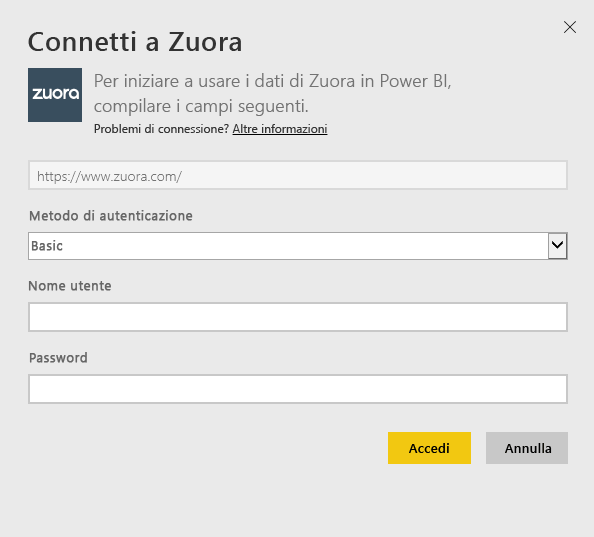 Connetti a Zuora
zuora
Per iniziare a usare i dati di Zuora in Power BI,
compilare i campi seguenti.
Problemi di connessione? Altre informazioni
https://www.zuora.com/
Metodo di autenticazione
Basic
Nome utente
Password
Accedi
Annulla